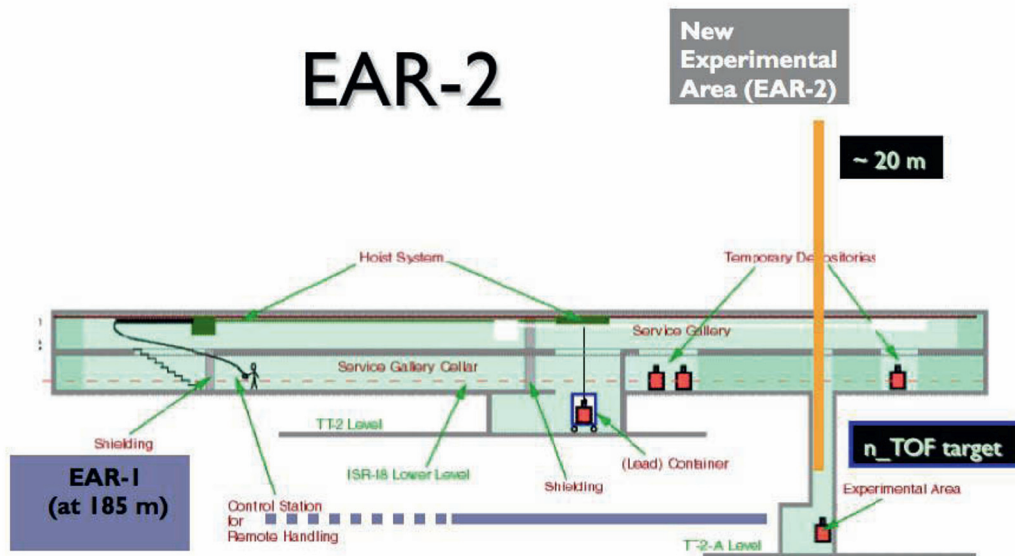 EAR-2
New
Experimental
Area (EAR-2)
~ 20 m
Hoist System
Temporary Depositories
Service Gallery
Service Gallery Cellar
TT-2 Level
Shielding
ISR-I8 Lower Level
(Lead) Container
Shielding
n_TOF target
EAR-1
(at 185 m)
Control Station
for
Remote Handling
Experimental Area
TT-2-A Level